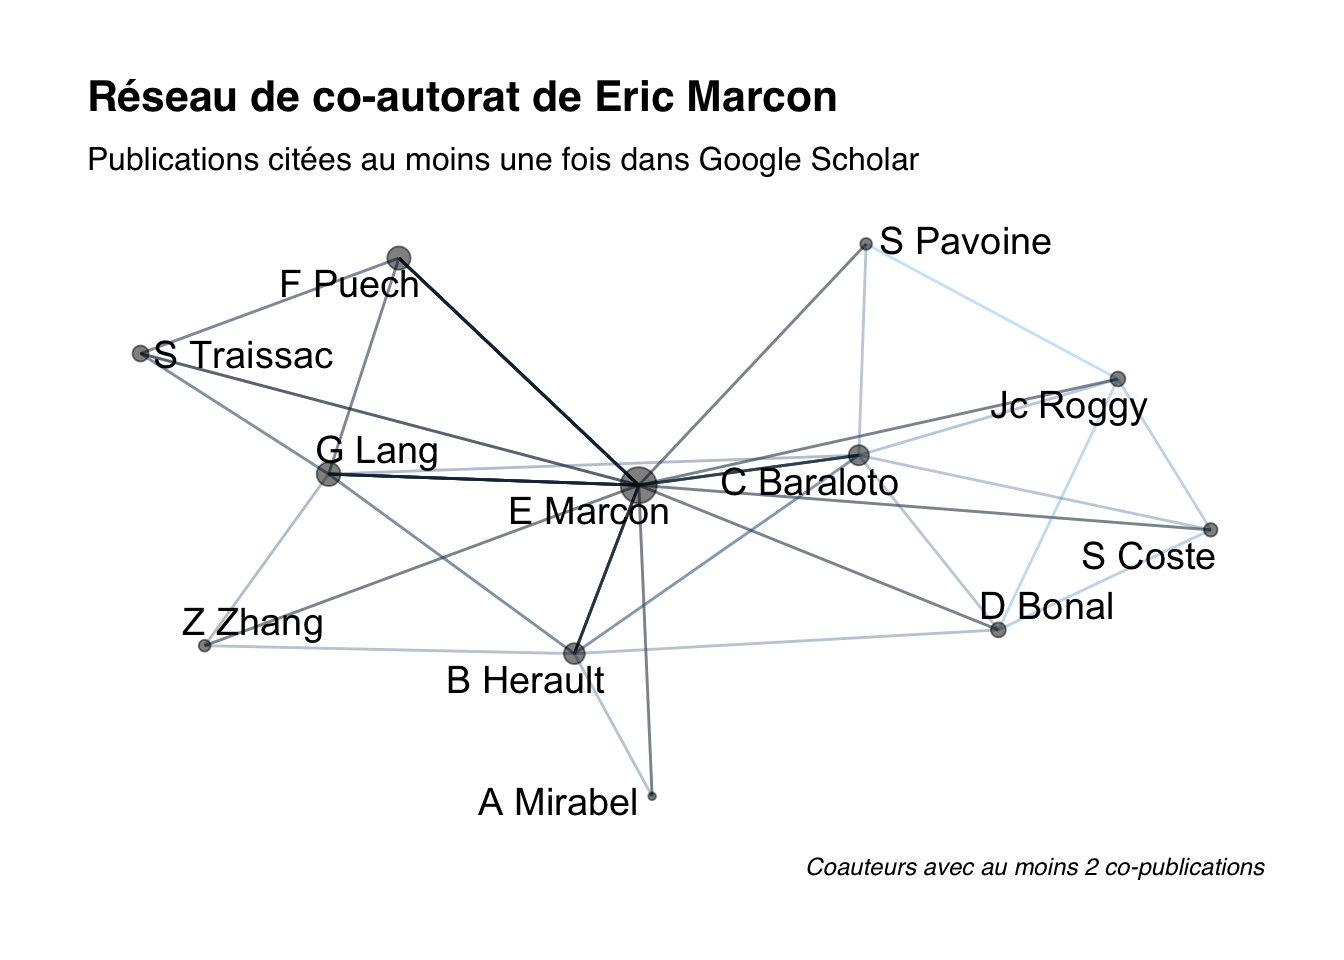 Réseau de co-autorat de Eric Marcon
Publications citées au moins une fois dans Google Scholar
S Pavoine
F Puech
S Traissac
Jc Roggy
G Lang
C Baraloto
E Marcon
S Coste
D Bonal
Z Zhang
B Herault
A Mirabel
Coauteurs avec au moins 2 co-publications